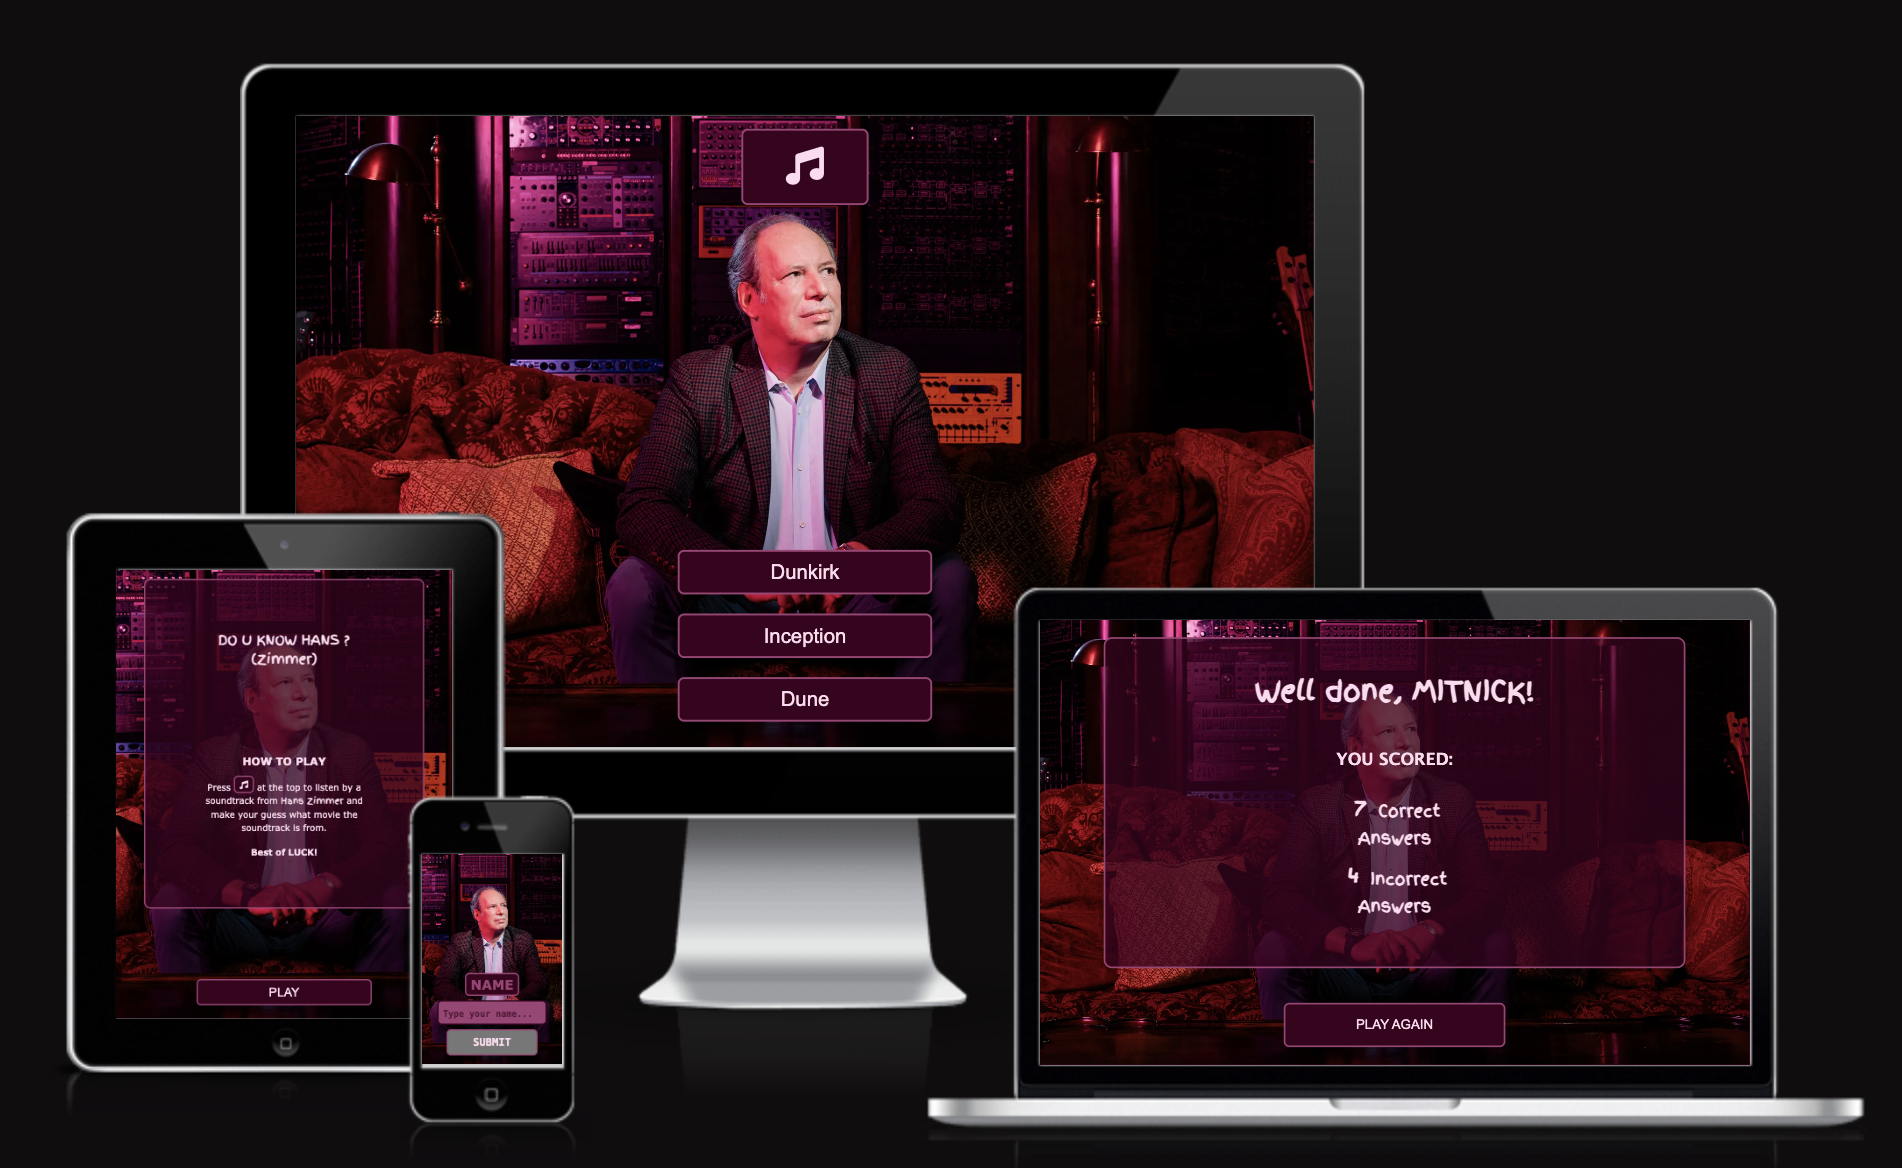 Dunkirk
Inception
Dune
DO U KNOW HANS ?
(Zimmer)
HOW TO PLAY
Press at the top to listen by a
soundtrack from Hans Zimmer and
make your guess what movie the
soundtrack is from.
Best of LUCK!
PLAY
NAME
Type your name...
SUBMIT
Well done, MITNICK!
YOU SCORED:
7 Correct
Answers
4 Incorrect
Answers
PLAY AGAIN